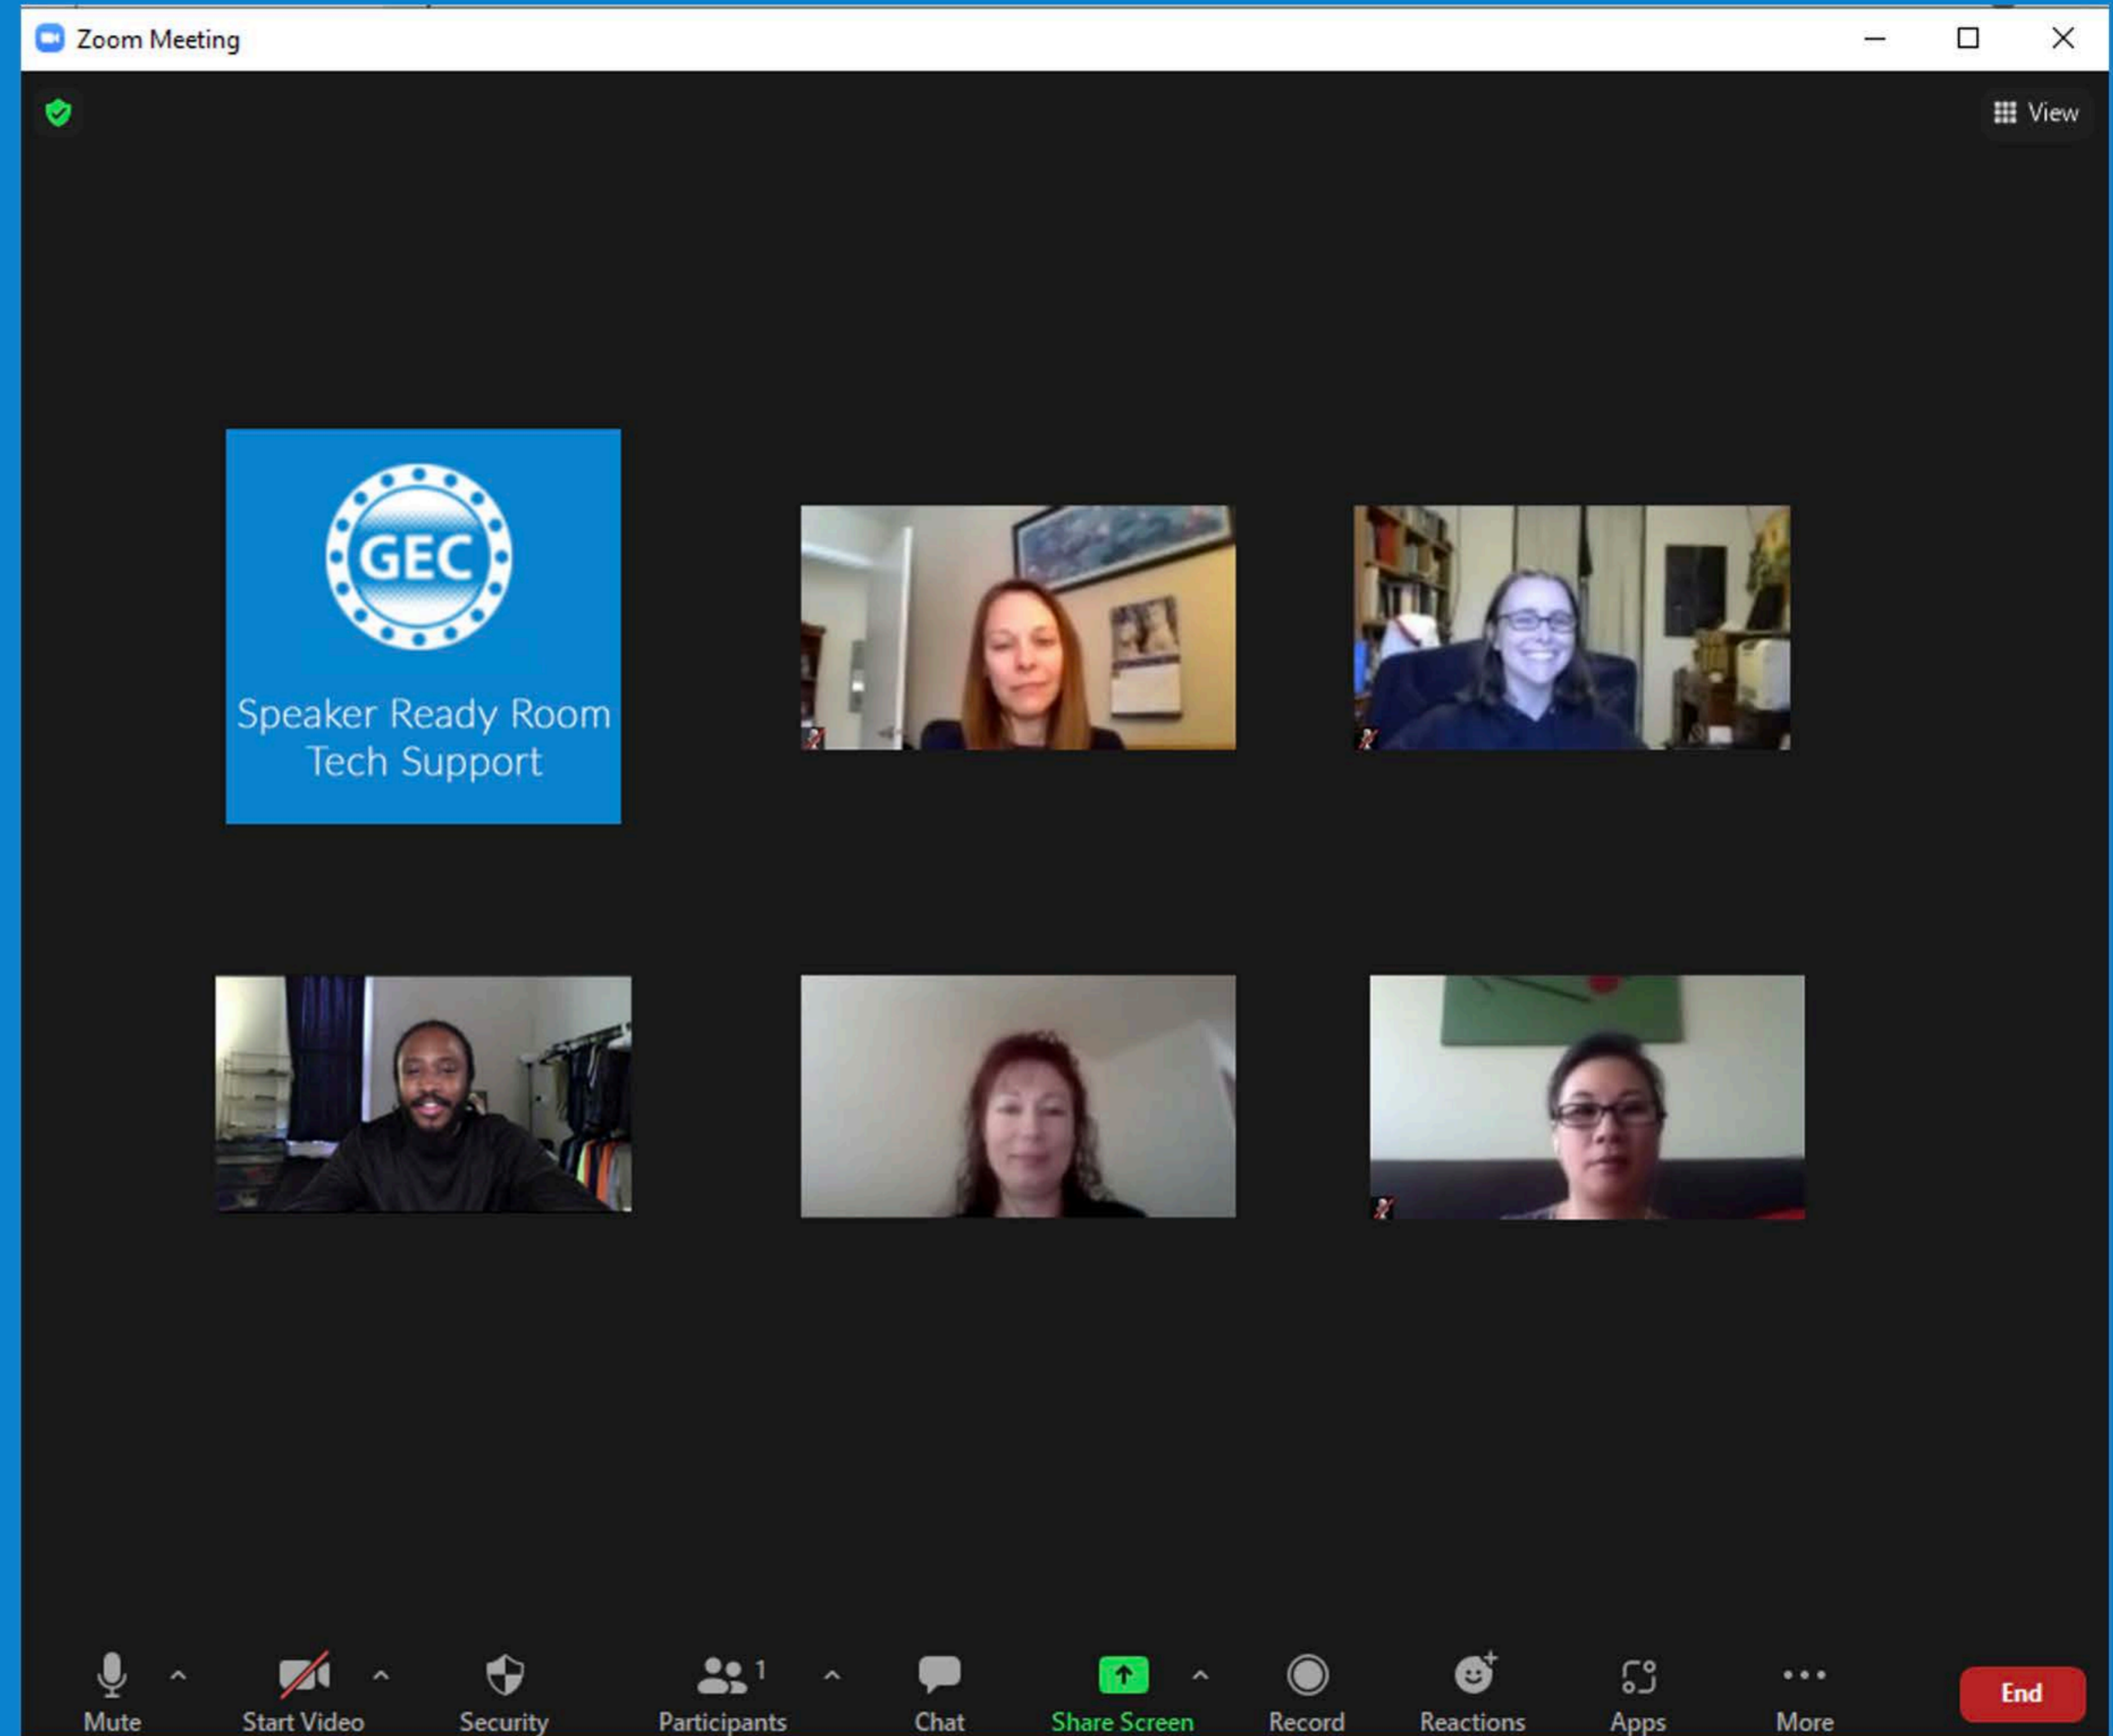 Zoom Meeting
View
GEC
Speaker Ready Room
Tech Support
1
Mute
Start Video
Security
Participants
Chat
Share Screen
Record
Reactions
Apps
More
End